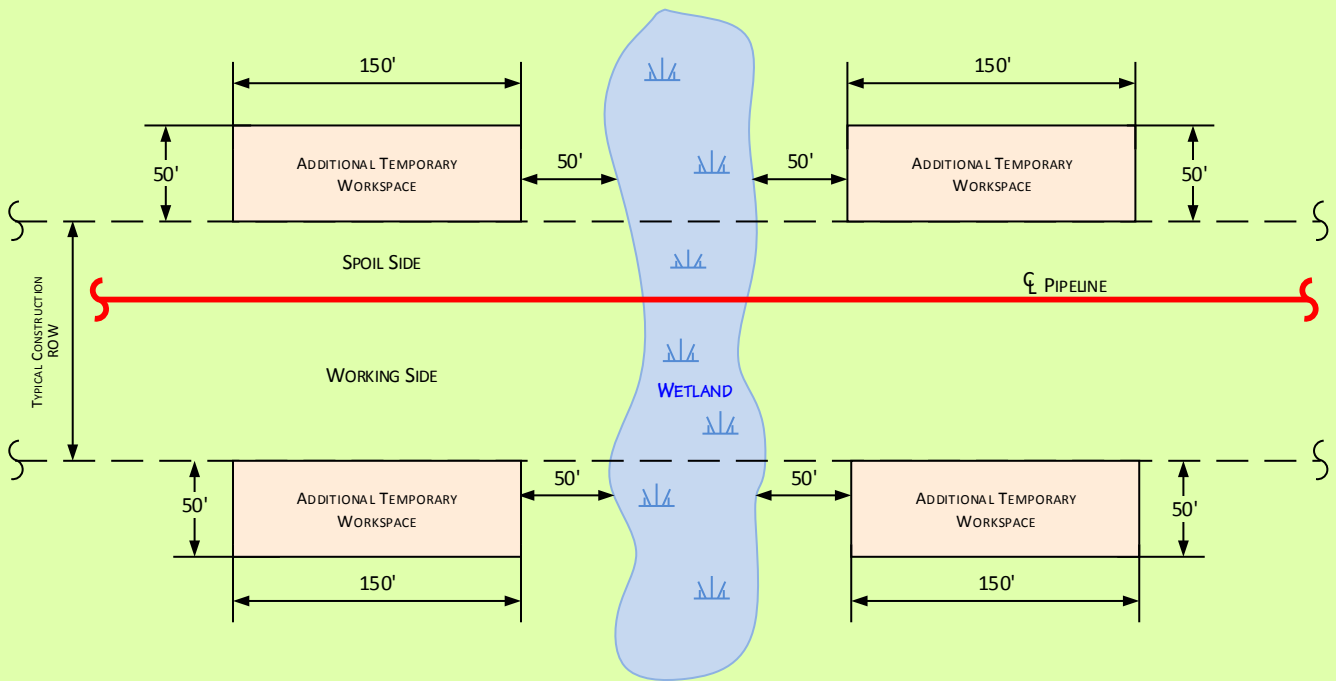 150'
150'
50'
ADDITIONAL TEMPORARY
WORKSPACE
50'
50'
ADDITIONAL TEMPORARY
WORKSPACE
50'
SPOIL SIDE
℄ PIPELINE
TYPICAL CONSTRUCTION
ROW
WORKING SIDE
WETLAND
50'
ADDITIONAL TEMPORARY
WORKSPACE
50'
50'
ADDITIONAL TEMPORARY
WORKSPACE
50'
150'
150'